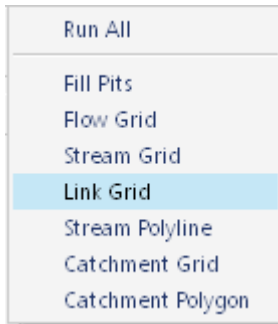 Run All
Fill Pits
Flow Grid
Stream Grid
Link Grid
Stream Polyline
Catchment Grid
Catchment Polygon